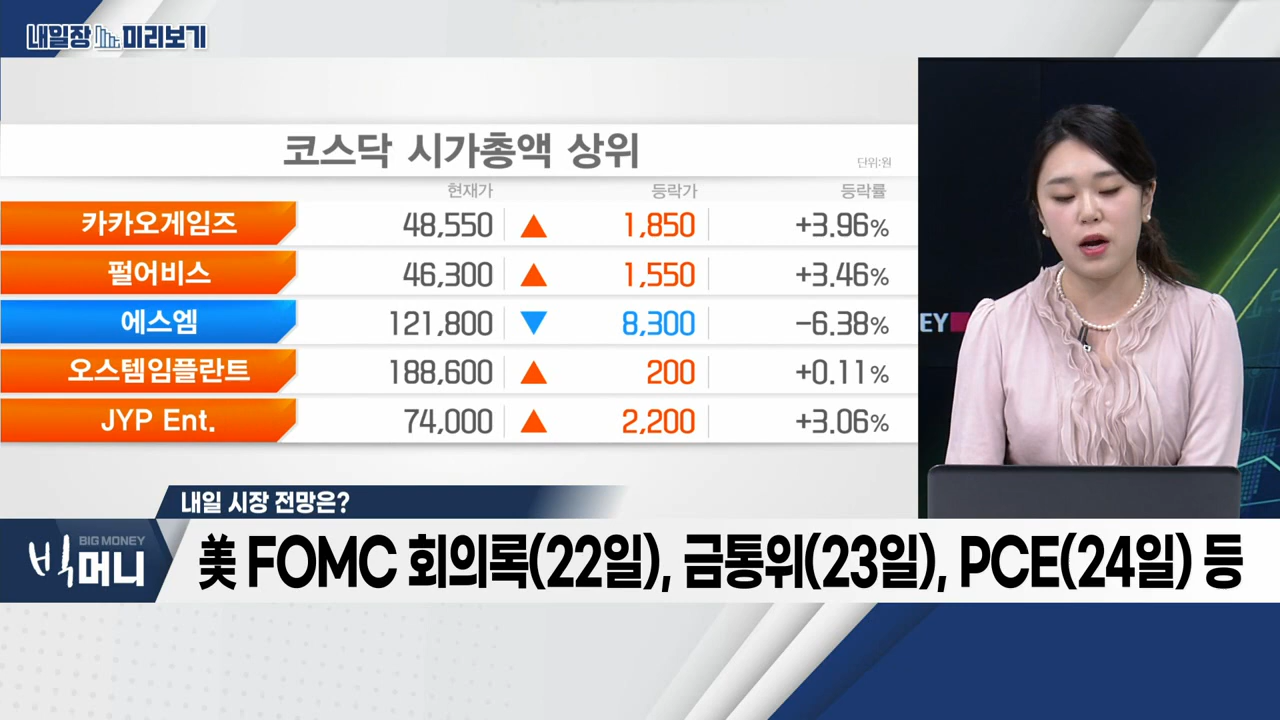 내일장 미리보기
코스닥 시가총액 상위
단위:원
현재가 등락가 등락률
카카오게임즈 48,550 ▲ 1,850 +3.96%
펄어비스 46,300 ▲ 1,550 +3.46%
에스엠 121,800 ▼ 8,300 -6.38%
오스템임플란트 188,600 ▲ 200 +0.11%
JYP Ent. 74,000 ▲ 2,200 +3.06%
EY
내일 시장 전망은?
BIG MONEY
빅머니
美 FOMC 회의록(22일), 금통위(23일), PCE(24일) 등